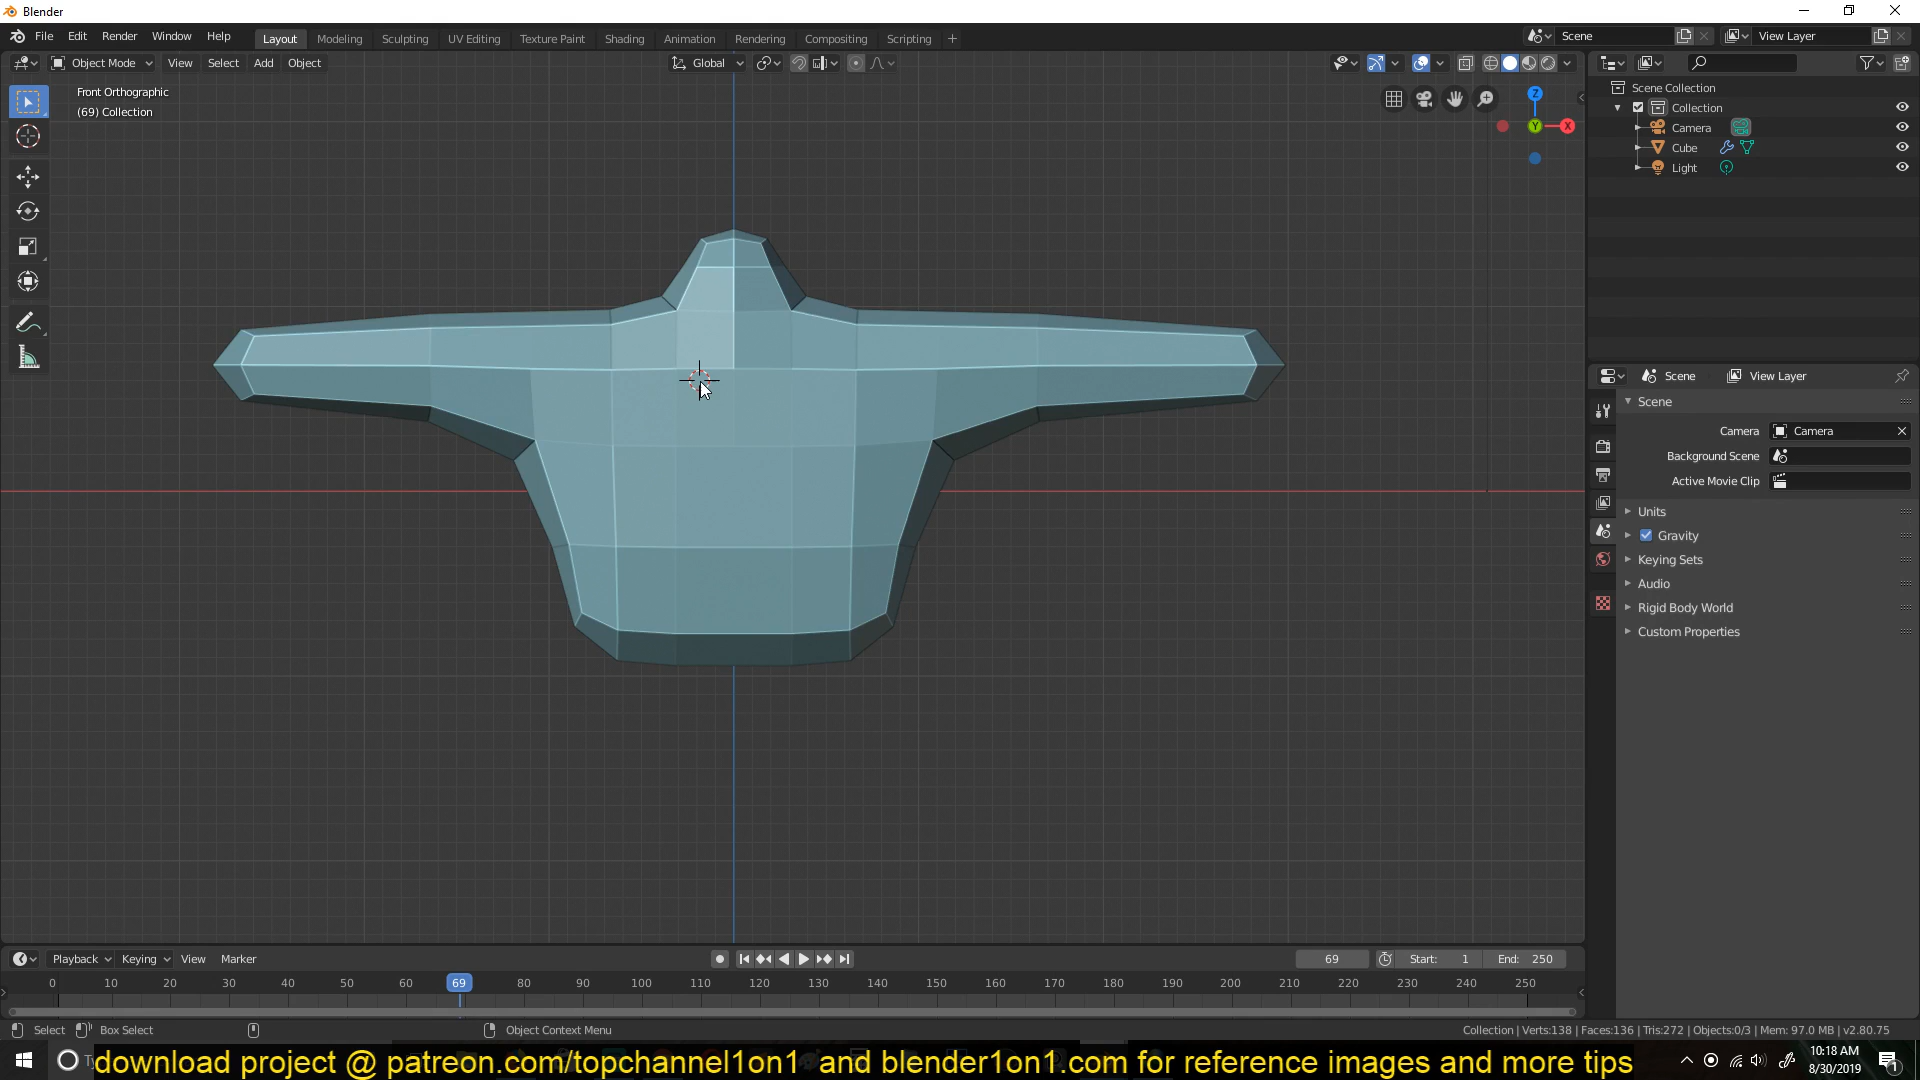 Blender
File Edit Render Window Help Layout Modeling Sculpting UV Editing Texture Paint Shading Animation Rendering Compositing Scripting + Scene View Layer
Object Mode View Select Add Object Global
Front Orthographic
(69) Collection
Z
Y
X
Scene Collection
Collection
Camera
Cube
Light
Scene View Layer
Scene
Camera Camera
Background Scene
Active Movie Clip
Units
Gravity
Keying Sets
Audio
Rigid Body World
Custom Properties
Playback Keying View Marker 69 Start: 1 End: 250
0 10 20 30 40 50 60 69 80 90 100 110 120 130 140 150 160 170 180 190 200 210 220 230 240 250
Select Box Select Object Context Menu Collection | Verts:138 | Faces:136 | Tris:272 | Objects:0/3 | Mem: 97.0 MB | v2.80.75
download project @ patreon.com/topchannel1on1 and blender1on1.com for reference images and more tips
10:18 AM
8/30/2019
1